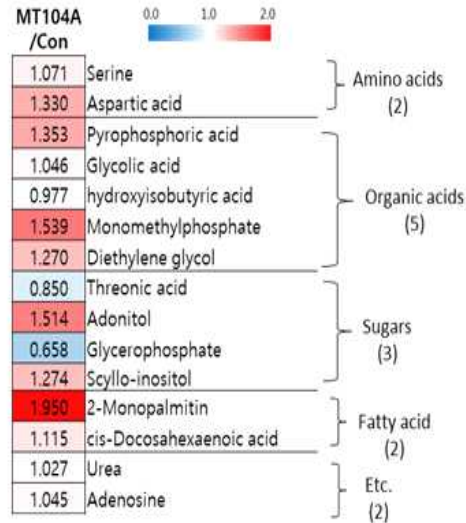 MT104A
/Con
0.0 1.0 2.0
1.071 Serine
1.330 Aspartic acid
Amino acids
(2)
1.353 Pyrophosphoric acid
1.046 Glycolic acid
0.977 hydroxyisobutyric acid
1.539 Monomethylphosphate
1.270 Diethylene glycol
Organic acids
(5)
0.850 Threonic acid
1.514 Adonitol
0.658 Glycerophosphate
1.274 Scyllo-inositol
Sugars
(3)
1.950 2-Monopalmitin
1.115 cis-Docosahexaenoic acid
Fatty acid
(2)
1.027 Urea
1.045 Adenosine
Etc.
(2)